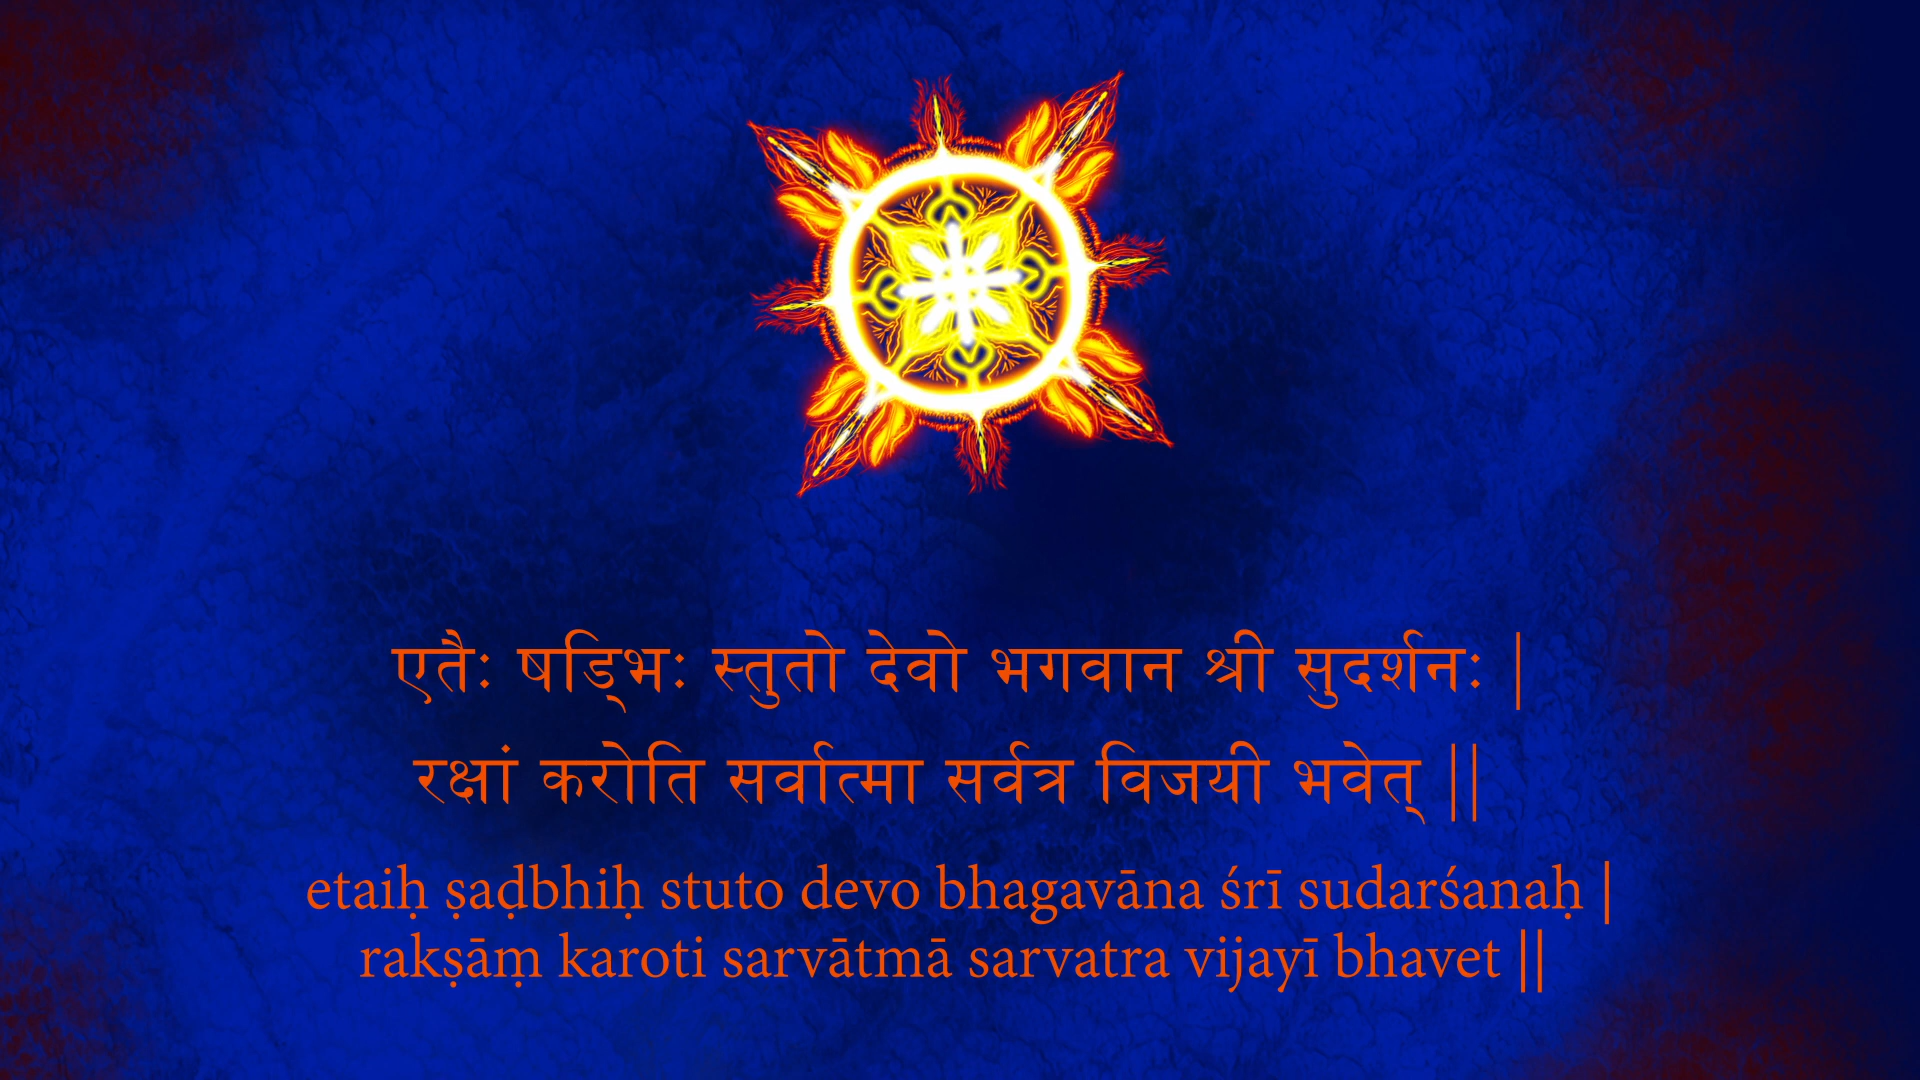 एतैः षड्भिः स्तुतो देवो भगवान श्री सुदर्शनः |
रक्षां करोति सर्वात्मा सर्वत्र विजयी भवेत् ||
etaiḥ ṣaḍbhiḥ stuto devo bhagavāna śrī sudarśanaḥ |
rakṣāṃ karoti sarvātmā sarvatra vijayī bhavet ||